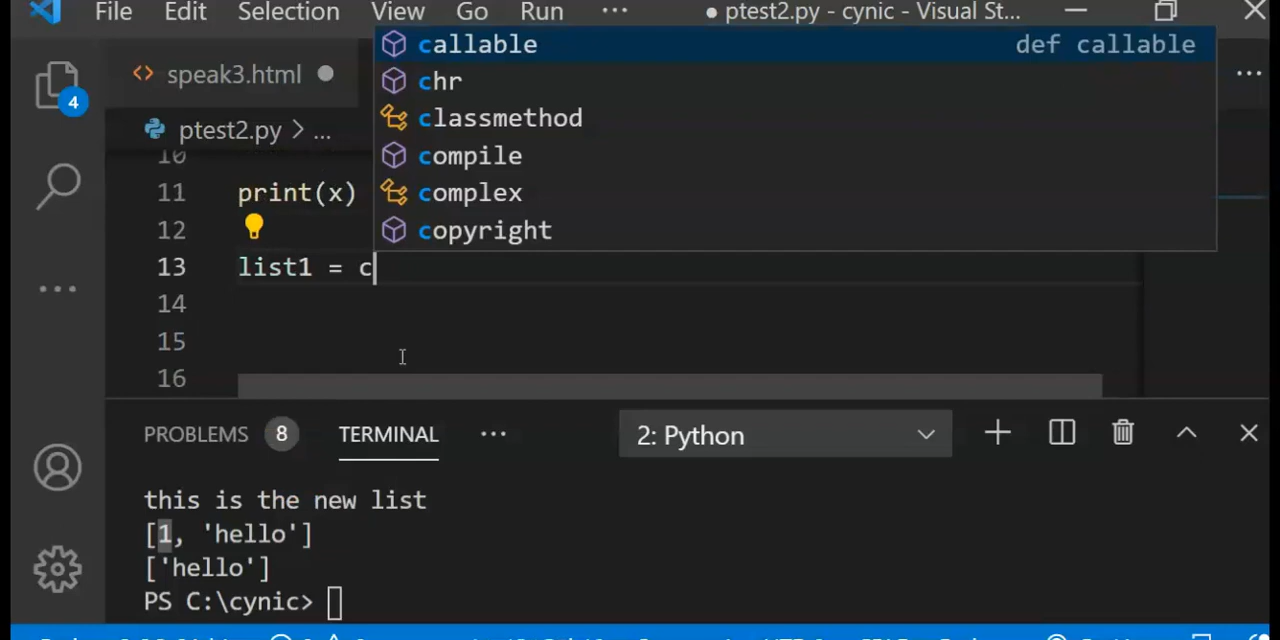 File Edit Selection View Go Run ··· ● ptest2.py - cynic - Visual St...
callable def callable
speak3.html
chr
4
classmethod
ptest2.py > ...
compile
10
11 print(x)
complex
12
copyright
13 list1 = c
14
15
16
PROBLEMS 8 TERMINAL ··· 2: Python
this is the new list
[1, 'hello']
['hello']
PS C:\cynic>